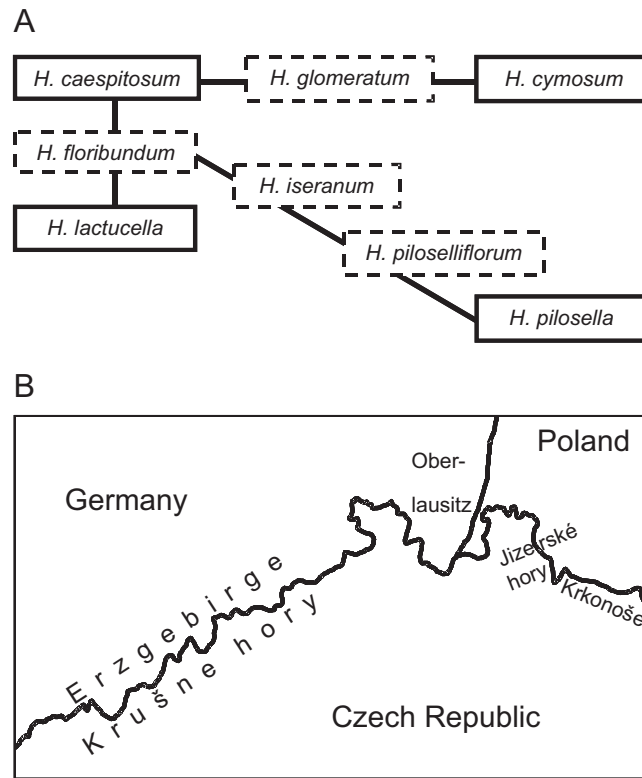 A
H. caespitosum
H. glomeratum
H. cymosum
H. floribundum
H. iseranum
H. lactucella
H. piloselliflorum
H. pilosella
B
Germany
Ober-
lausitz
Poland
Jizerské
hory
Krkonoše
Erzgebirge
Krušne hory
Czech Republic